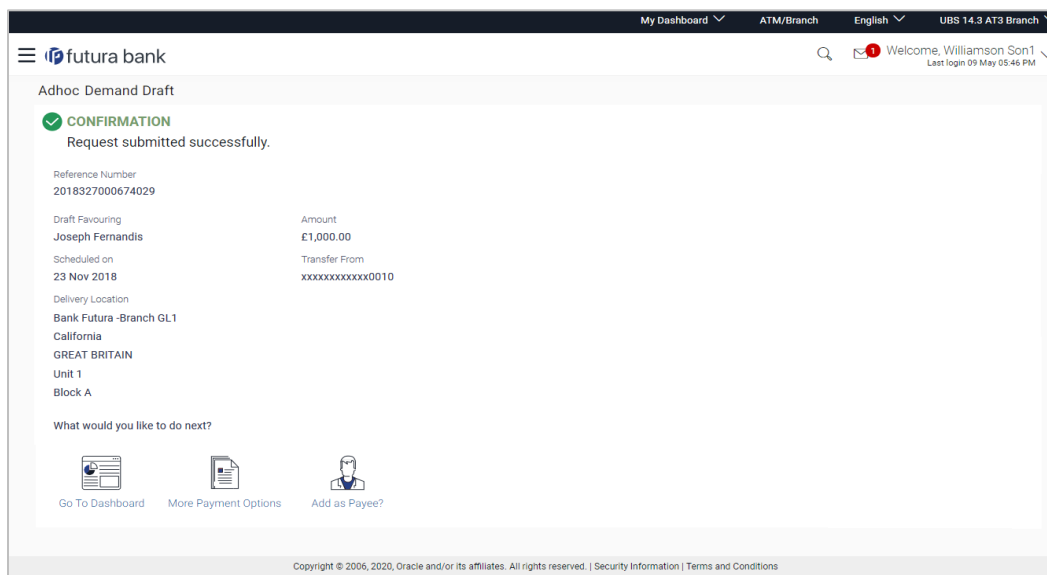 My Dashboard ATM/Branch English UBS 14.3 AT3 Branch
futura bank 1 Welcome, Williamson Son1
Last login 09 May 05:46 PM
Adhoc Demand Draft
CONFIRMATION
Request submitted successfully.
Reference Number
2018327000674029
Draft Favouring Amount
Joseph Fernandis £1,000.00
Scheduled on Transfer From
23 Nov 2018 xxxxxxxxxxxx0010
Delivery Location
Bank Futura -Branch GL1
California
GREAT BRITAIN
Unit 1
Block A
What would you like to do next?
Go To Dashboard More Payment Options Add as Payee?
Copyright © 2006, 2020, Oracle and/or its affiliates. All rights reserved. | Security Information | Terms and Conditions